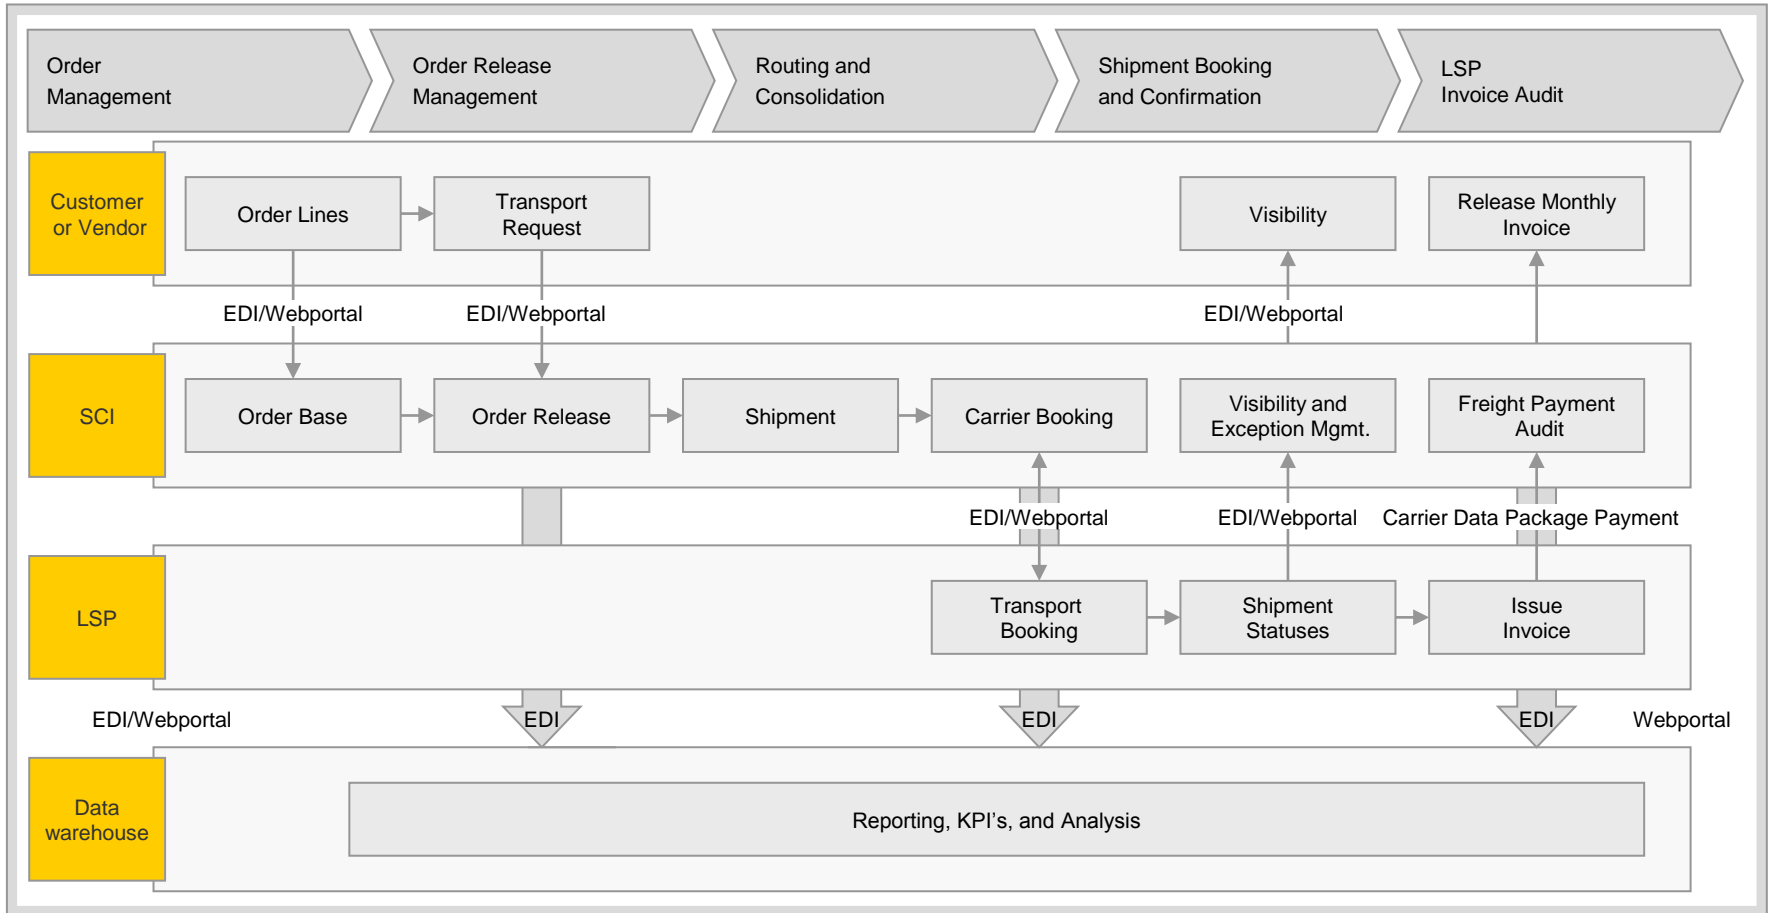 Order
Management
Order Release
Management
Routing and
Consolidation
Shipment Booking
and Confirmation
LSP
Invoice Audit
Customer
or Vendor
Order Lines
Transport
Request
Visibility
Release Monthly
Invoice
EDI/Webportal
EDI/Webportal
EDI/Webportal
SCI
Order Base
Order Release
Shipment
Carrier Booking
Visibility and
Exception Mgmt.
Freight Payment
Audit
EDI/Webportal
EDI/Webportal
Carrier Data Package Payment
LSP
Transport
Booking
Shipment
Statuses
Issue
Invoice
EDI/Webportal
EDI
EDI
EDI
Webportal
Data
warehouse
Reporting, KPI's, and Analysis